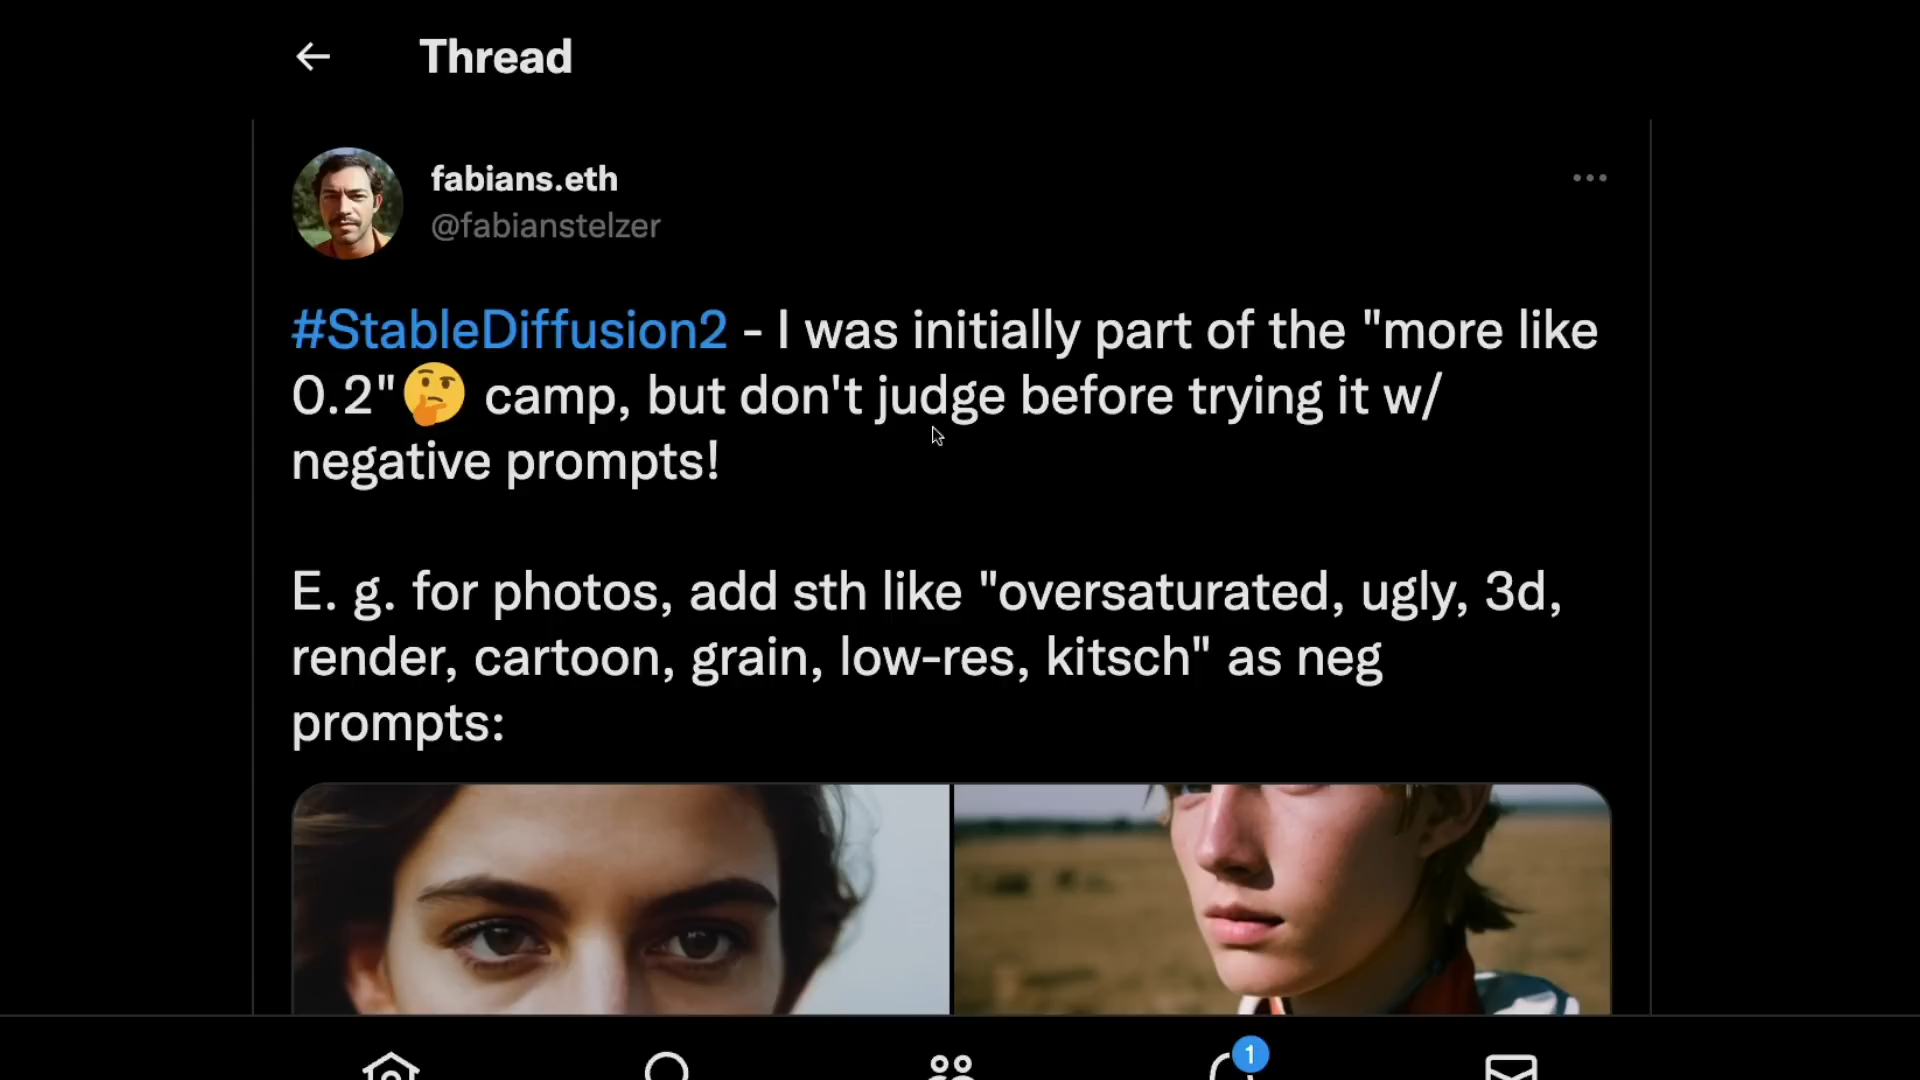 Thread
fabians.eth
@fabianstelzer
#StableDiffusion2 - I was initially part of the "more like
0.2"🤔 camp, but don't judge before trying it w/
negative prompts!
E. g. for photos, add sth like "oversaturated, ugly, 3d,
render, cartoon, grain, low-res, kitsch" as neg
prompts:
1